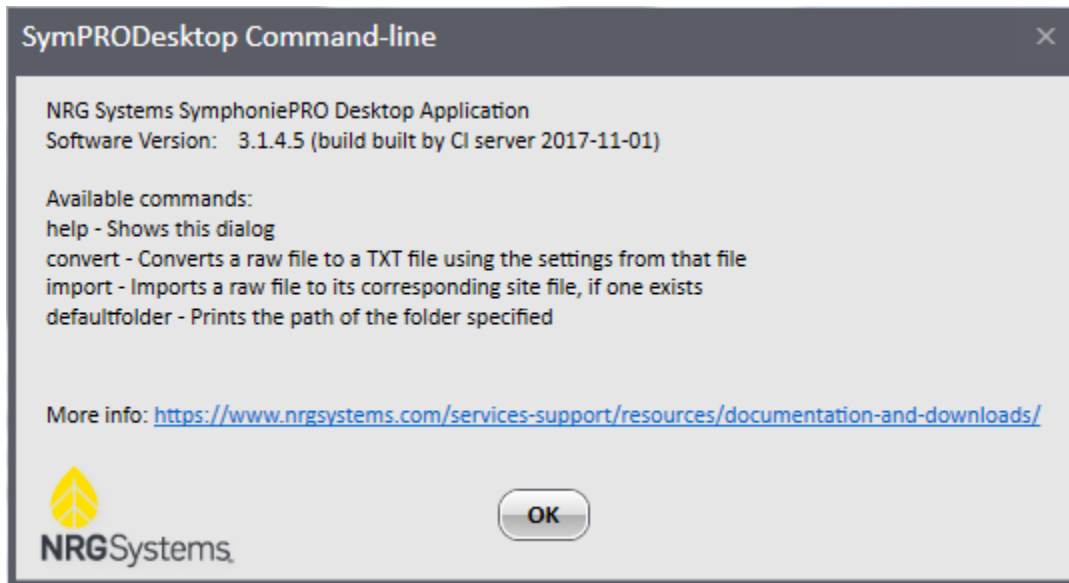 SymPRODesktop Command-line
NRG Systems SymphoniePRO Desktop Application
Software Version: 3.1.4.5 (build built by CI server 2017-11-01)
Available commands:
help - Shows this dialog
convert - Converts a raw file to a TXT file using the settings from that file
import - Imports a raw file to its corresponding site file, if one exists
defaultfolder - Prints the path of the folder specified
More info: https://www.nrgsystems.com/services-support/resources/documentation-and-downloads/
OK
NRGSystems